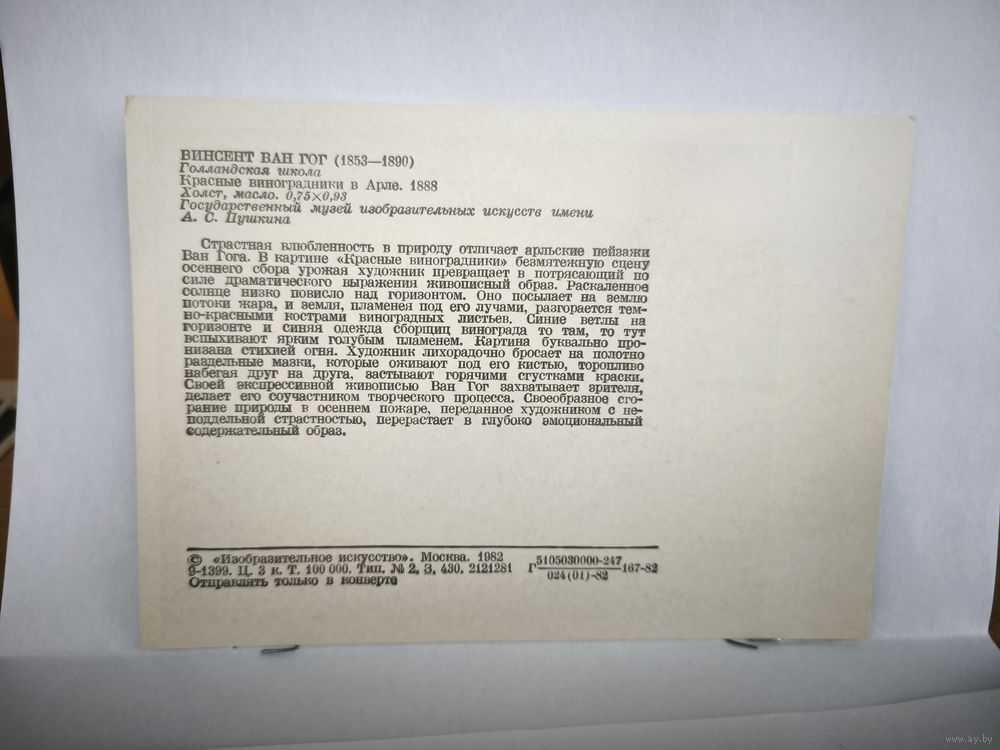 ВИНСЕНТ ВАН ГОГ (1853—1890)
Голландская школа
Красные виноградники в Арле. 1888
Холст, масло. 0,75×0,93
Государственный музей изобразительных искусств имени
А. С. Пушкина
Страстная влюбленность в природу отличает арльские пейзажи
Ван Гога. В картине «Красные виноградники» безмятежную сцену
осеннего сбора урожая художник превращает в потрясающий по
силе драматического выражения живописный образ. Раскаленное
солнце низко повисло над горизонтом. Оно посылает на землю
потоки жара, и земля, пламенея под его лучами, разгорается тем-
но-красными кострами виноградных листьев. Синие ветлы на
горизонте и синяя одежда сборщиц винограда то там, то тут
вспыхивают ярким голубым пламенем. Картина буквально про-
низана стихией огня. Художник лихорадочно бросает на полотно
раздельные мазки, которые оживают под его кистью, торопливо
набегая друг на друга, застывают горячими сгустками краски.
Своей экспрессивной живописью Ван Гог захватывает зрителя,
делает его соучастником творческого процесса. Своеобразное сго-
рание природы в осеннем пожаре, переданное художником с не-
поддельной страстностью, перерастает в глубоко эмоциональный
содержательный образ.
© «Изобразительное искусство». Москва. 1982
9-1399. Ц. 3 к. Т. 100 000. Тип. № 2. З. 430. 2121281
Отправлять только в конверте
Г 5105030000-247 167-82
024(01)-82
www.ay.by